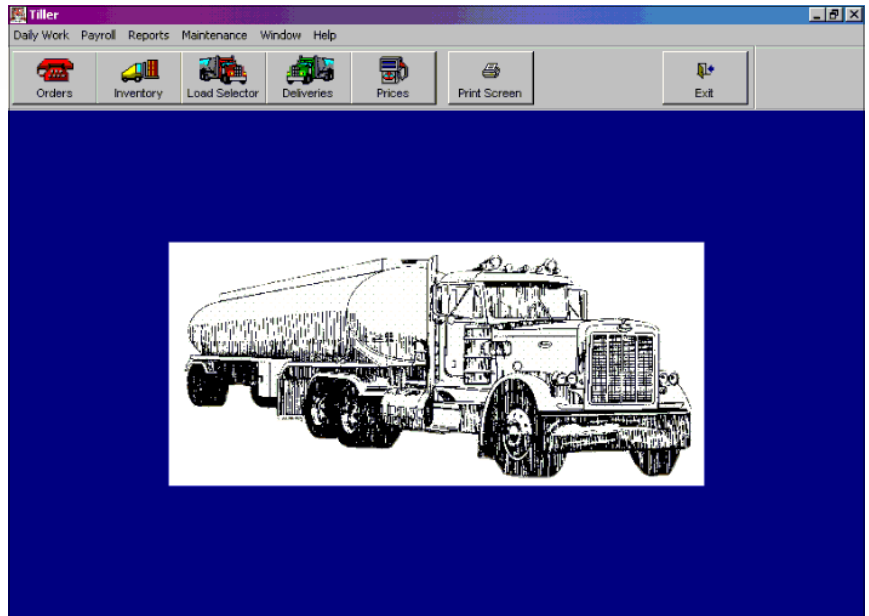 Tiller
Daily Work Payroll Reports Maintenance Window Help
Orders Inventory Load Selector Deliveries Prices Print Screen Exit